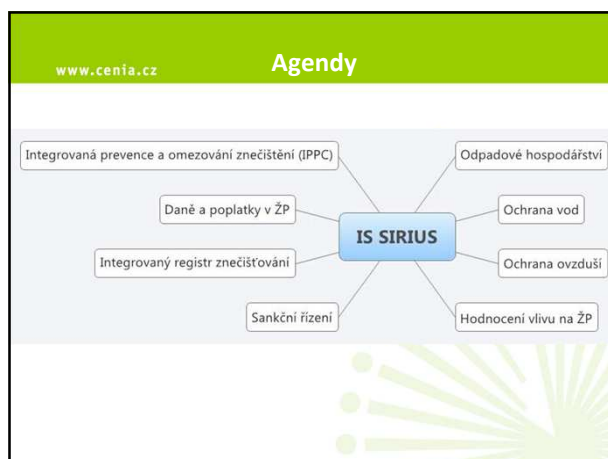 www.cenia.cz
Agendy
Integrovaná prevence a omezování znečištění (IPPC)
Odpadové hospodářství
Daně a poplatky v ŽP
Ochrana vod
IS SIRIUS
Integrovaný registr znečišťování
Ochrana ovzduší
Sankční řízení
Hodnocení vlivu na ŽP